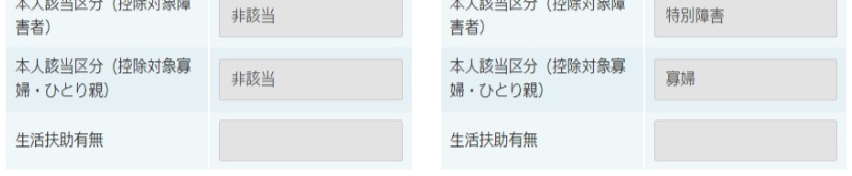 本人該当区分（控除対象障
害者）
非該当
本人該当区分（控除対象寡
婦・ひとり親）
非該当
生活扶助有無
本人該当区分（控除対象障
害者）
特別障害
本人該当区分（控除対象寡
婦・ひとり親）
寡婦
生活扶助有無